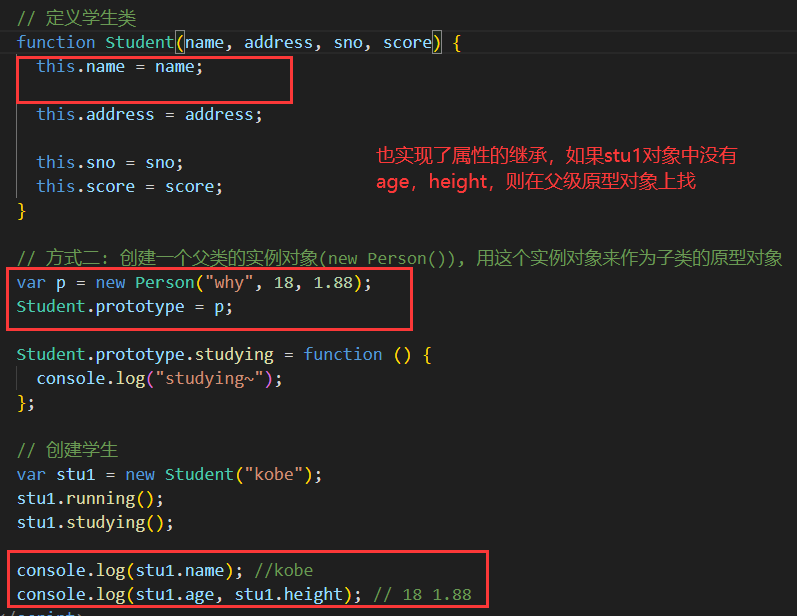 // 定义学生类
function Student(name, address, sno, score) {
this.name = name;
this.address = address;
也实现了属性的继承，如果stu1对象中没有
age，height，则在父级原型对象上找
this.sno = sno;
this.score = score;
}
// 方式二: 创建一个父类的实例对象(new Person()), 用这个实例对象来作为子类的原型对象
var p = new Person("why", 18, 1.88);
Student.prototype = p;
Student.prototype.studying = function () {
console.log("studying~");
};
// 创建学生
var stu1 = new Student("kobe");
stu1.running();
stu1.studying();
console.log(stu1.name); //kobe
console.log(stu1.age, stu1.height); // 18 1.88